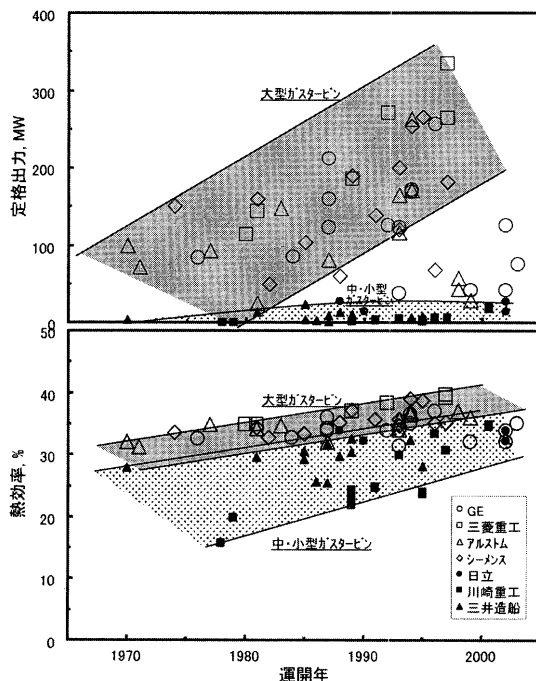 400
300
200
100
0
定格出力, MW
大型ガスタービン
中・小型
ガスタービン
50
40
30
20
10
0
熱効率, %
大型ガスタービン
中・小型ガスタービン
GE
三菱重工
アルストム
シーメンス
日立
川崎重工
三井造船
1970
1980
1990
2000
運開年